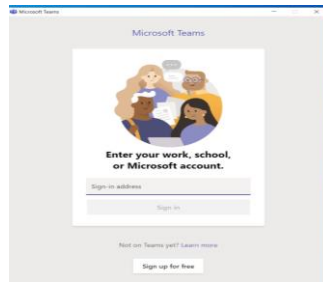 Microsoft Teams
Microsoft Teams
Enter your work, school,
or Microsoft account.
Sign-in address
Sign in
Not on Teams yet? Learn more
Sign up for free